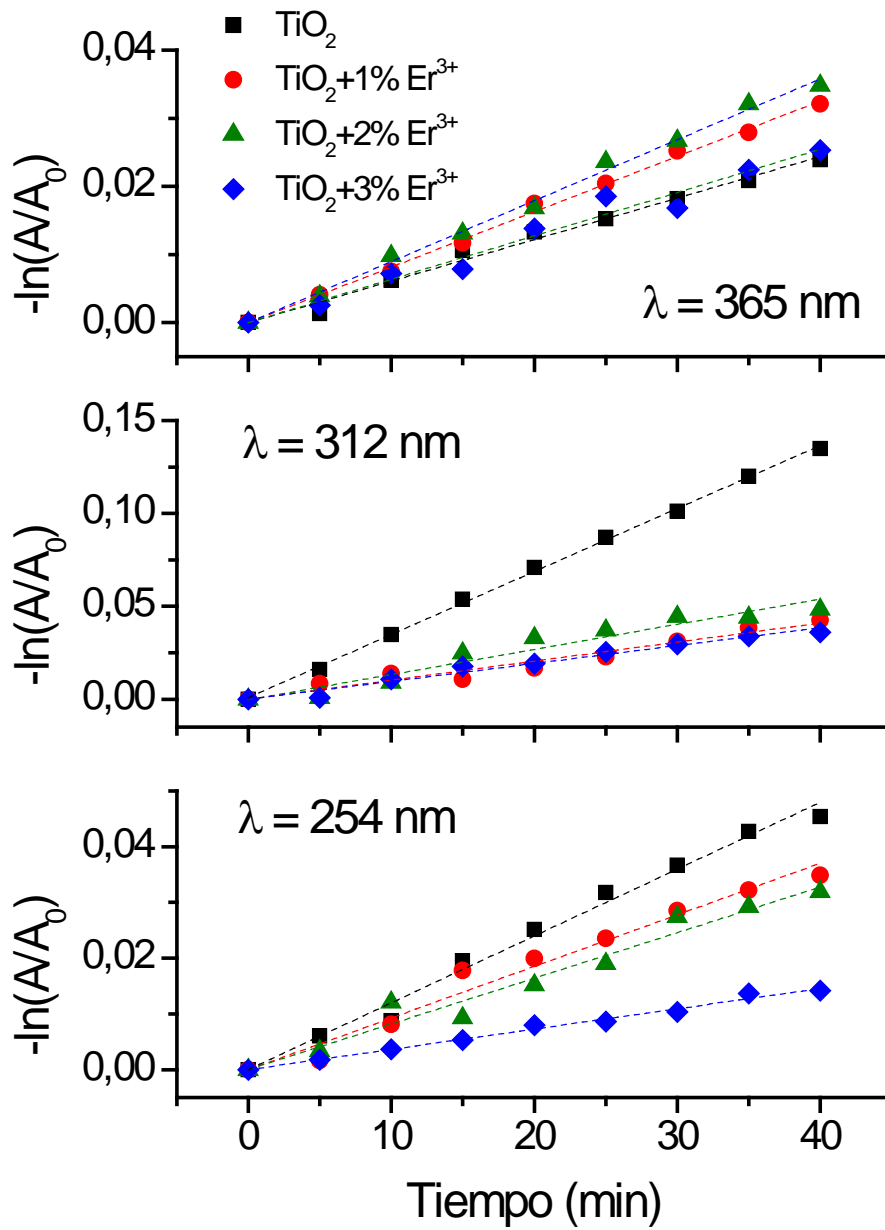 TiO₂
TiO₂+1% Er³⁺
TiO₂+2% Er³⁺
TiO₂+3% Er³⁺
0,04
0,02
0,00
-ln(A/A₀)
λ = 365 nm
0,15
0,10
0,05
0,00
-ln(A/A₀)
λ = 312 nm
0,04
0,02
0,00
-ln(A/A₀)
λ = 254 nm
0 10 20 30 40
Tiempo (min)